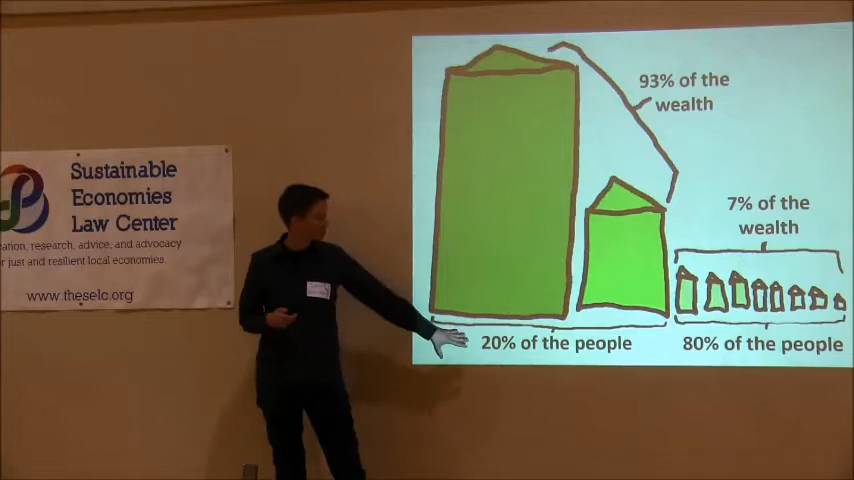 Sustainable
Economies
Law Center
research, advice, and advocacy
just and resilient local economies.
www.theselc.org
93% of the
wealth
7% of the
wealth
20% of the people
80% of the people